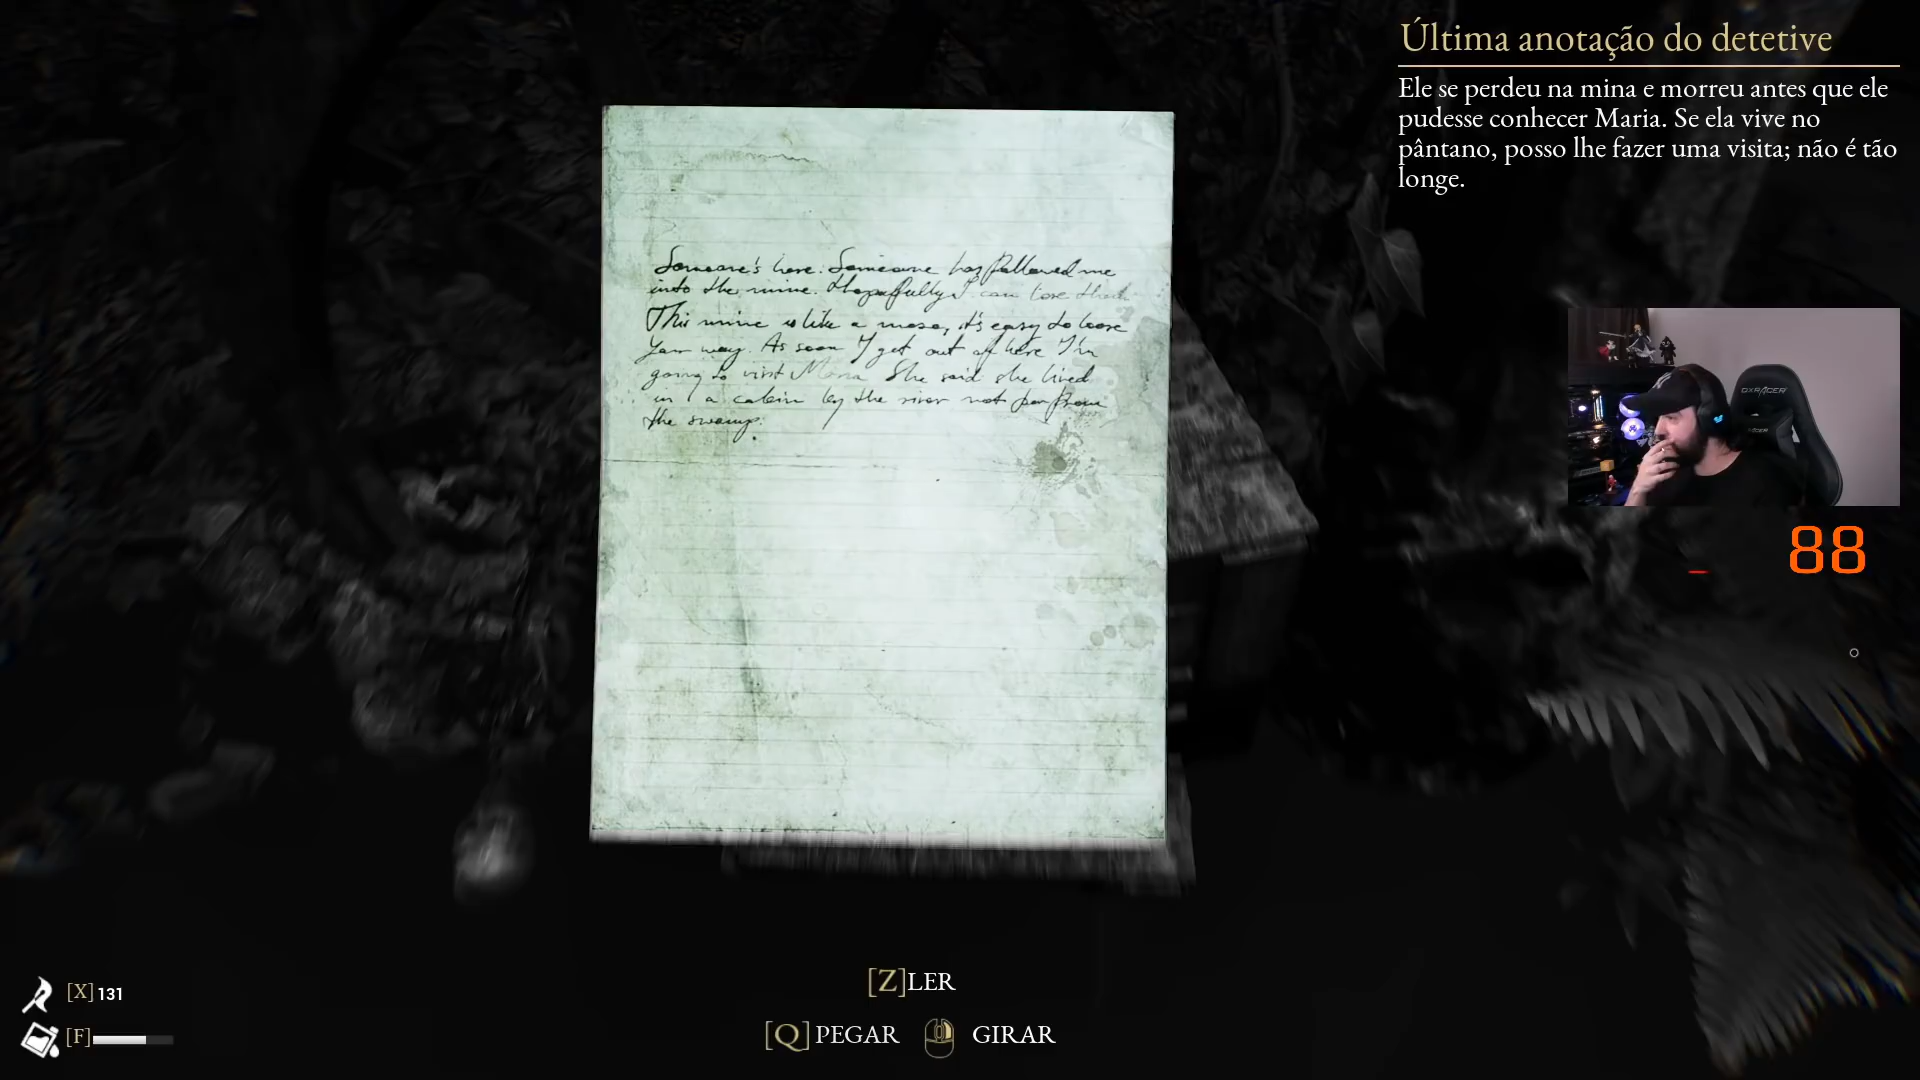 Última anotação do detetive
Ele se perdeu na mina e morreu antes que ele
pudesse conhecer Maria. Se ela vive no
pântano, posso lhe fazer uma visita; não é tão
longe.
Someone's here. Someone has followed me
into the mine. Hopefully I can lose them.
This mine is like a maze, it's easy to loose
your way. As soon I get out of here I'm
going to visit Maria. She said she lived
in a cabin by the river not far from
the swamp.
DXRACER
88
[X] 131
[F]
[Z]LER
[Q] PEGAR GIRAR